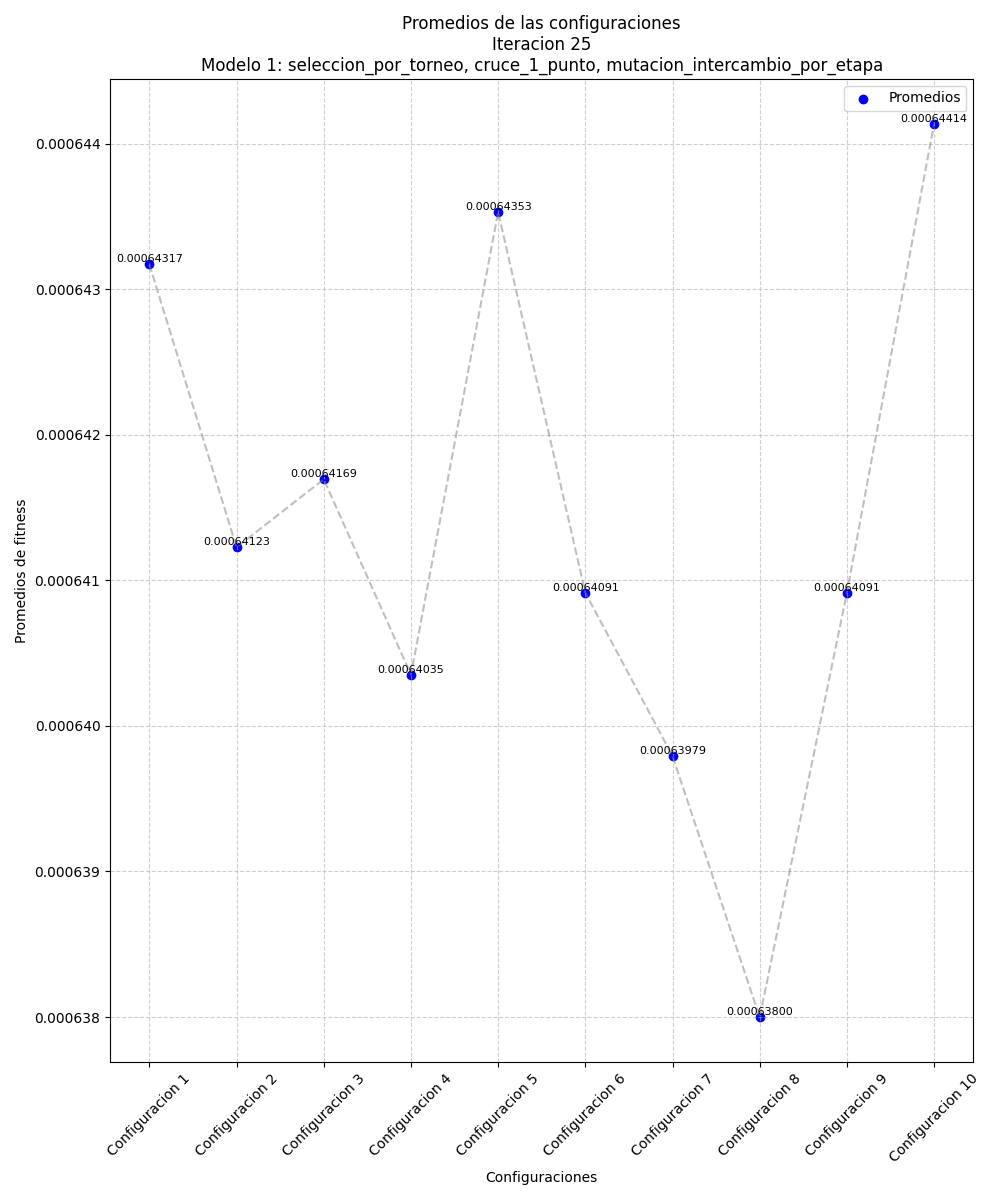 Promedios de las configuraciones
Iteracion 25
Modelo 1: seleccion_por_torneo, cruce_1_punto, mutacion_intercambio_por_etapa
Promedios
0.00064414
0.000644
0.00064353
0.00064317
0.000643
0.000642
0.00064169
0.00064123
0.000641
0.00064091
0.00064091
0.00064035
0.000640
0.00063979
0.000639
0.00063800
0.000638
Promedios de fitness
Configuracion 1
Configuracion 2
Configuracion 3
Configuracion 4
Configuracion 5
Configuracion 6
Configuracion 7
Configuracion 8
Configuracion 9
Configuracion 10
Configuraciones